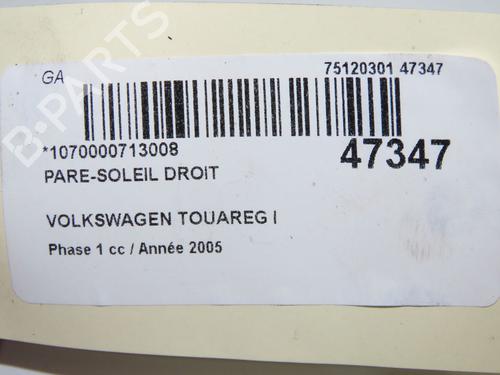 GA 75120301 47347
*1070000713008 47347
PARE-SOLEIL DROIT
VOLKSWAGEN TOUAREG I
Phase 1 cc / Année 2005
B-PARTS